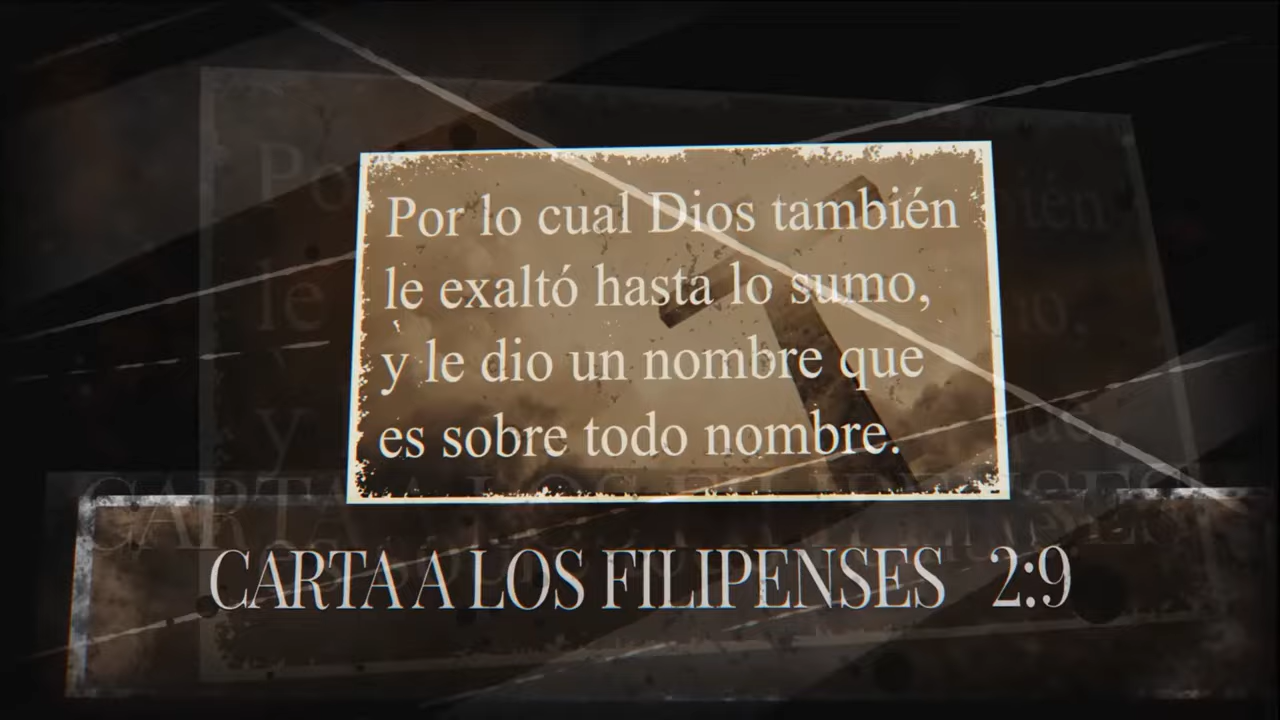 Por lo cual Dios también
le exaltó hasta lo sumo,
y le dio un nombre que
es sobre todo nombre.
CARTA A LOS FILIPENSES 2:9